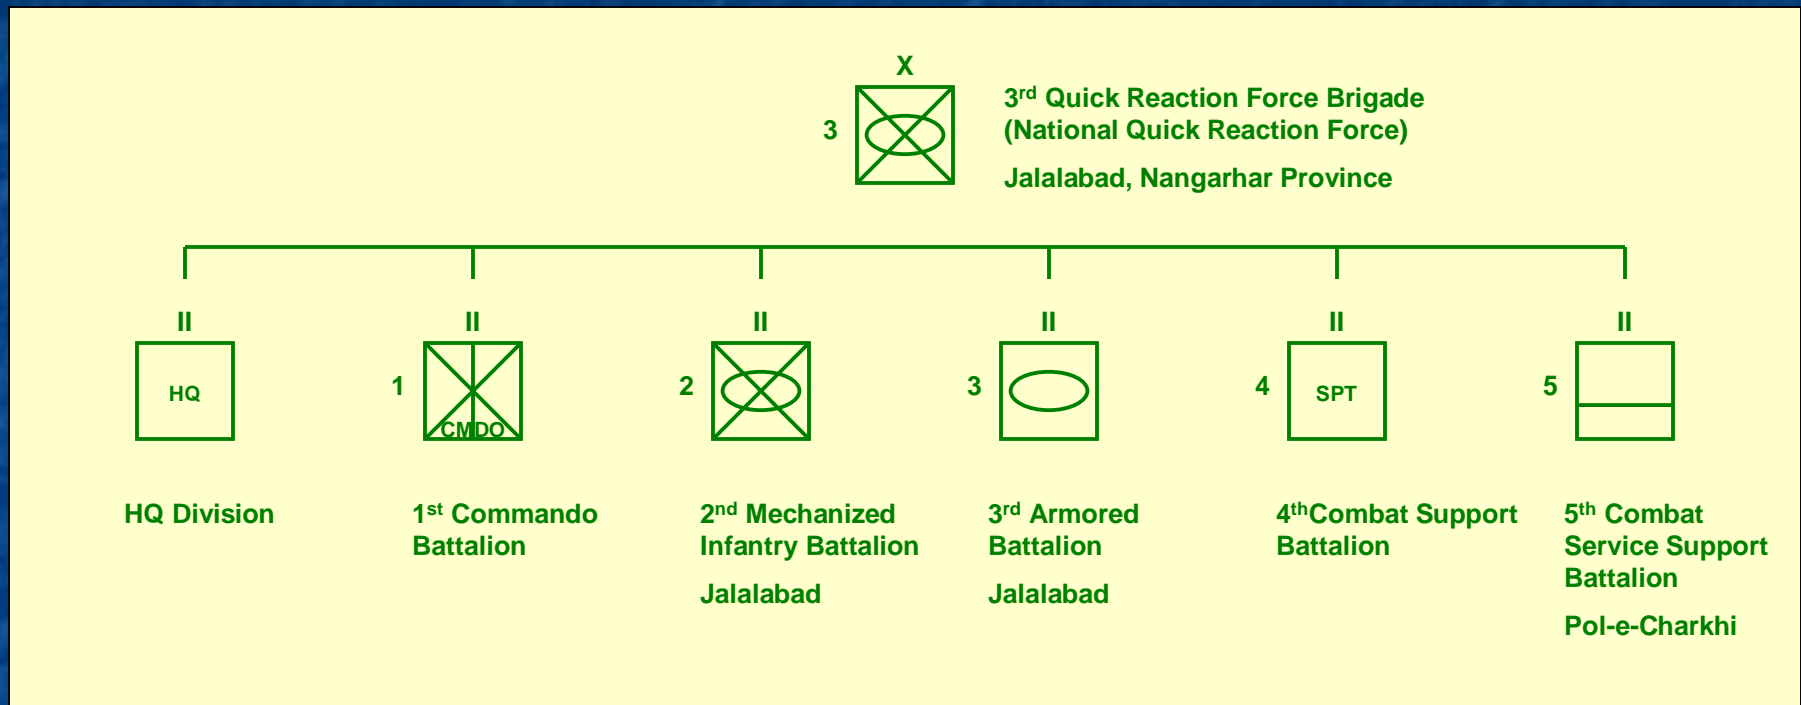 X
3
3rd Quick Reaction Force Brigade
(National Quick Reaction Force)
Jalalabad, Nangarhar Province
II
HQ
HQ Division
II
1
CMDO
1st Commando
Battalion
II
2
2nd Mechanized
Infantry Battalion
Jalalabad
II
3
3rd Armored
Battalion
Jalalabad
II
4
SPT
4thCombat Support
Battalion
II
5
5th Combat
Service Support
Battalion
Pol-e-Charkhi